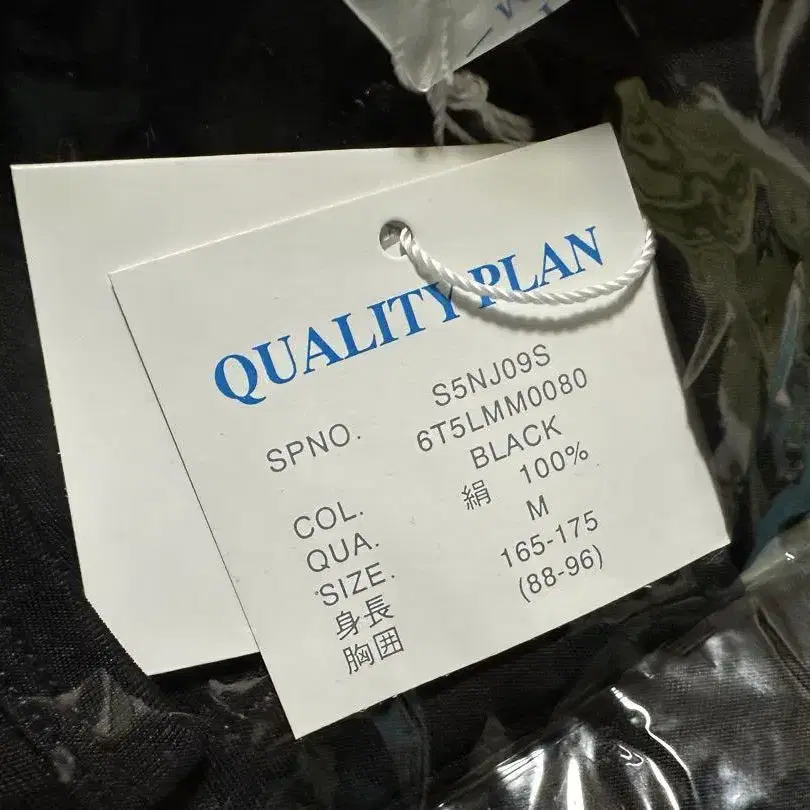 QUALITY PLAN
SPNO. S5NJ09S
6T5LMM0080
COL. BLACK
QUA. 絹 100%
SIZE. M
身長 165-175
胸囲 (88-96)